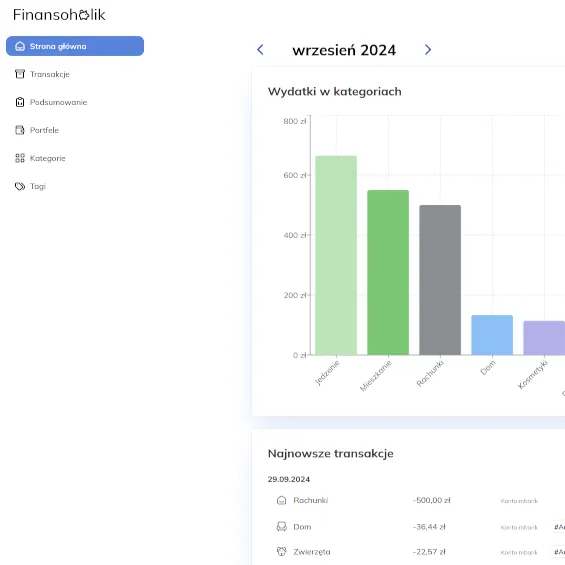 Finansoholik
Strona główna
Transakcje
Podsumowanie
Portfele
Kategorie
Tagi
wrzesień 2024
Wydatki w kategoriach
800 zł
600 zł
400 zł
200 zł
0 zł
Jedzenie
Mieszkanie
Rachunki
Dom
Kosmetyki
Najnowsze transakcje
29.09.2024
Rachunki -500,00 zł Konto mbank
Dom -36,44 zł Konto mbank
Zwierzęta -22,57 zł Konto mbank